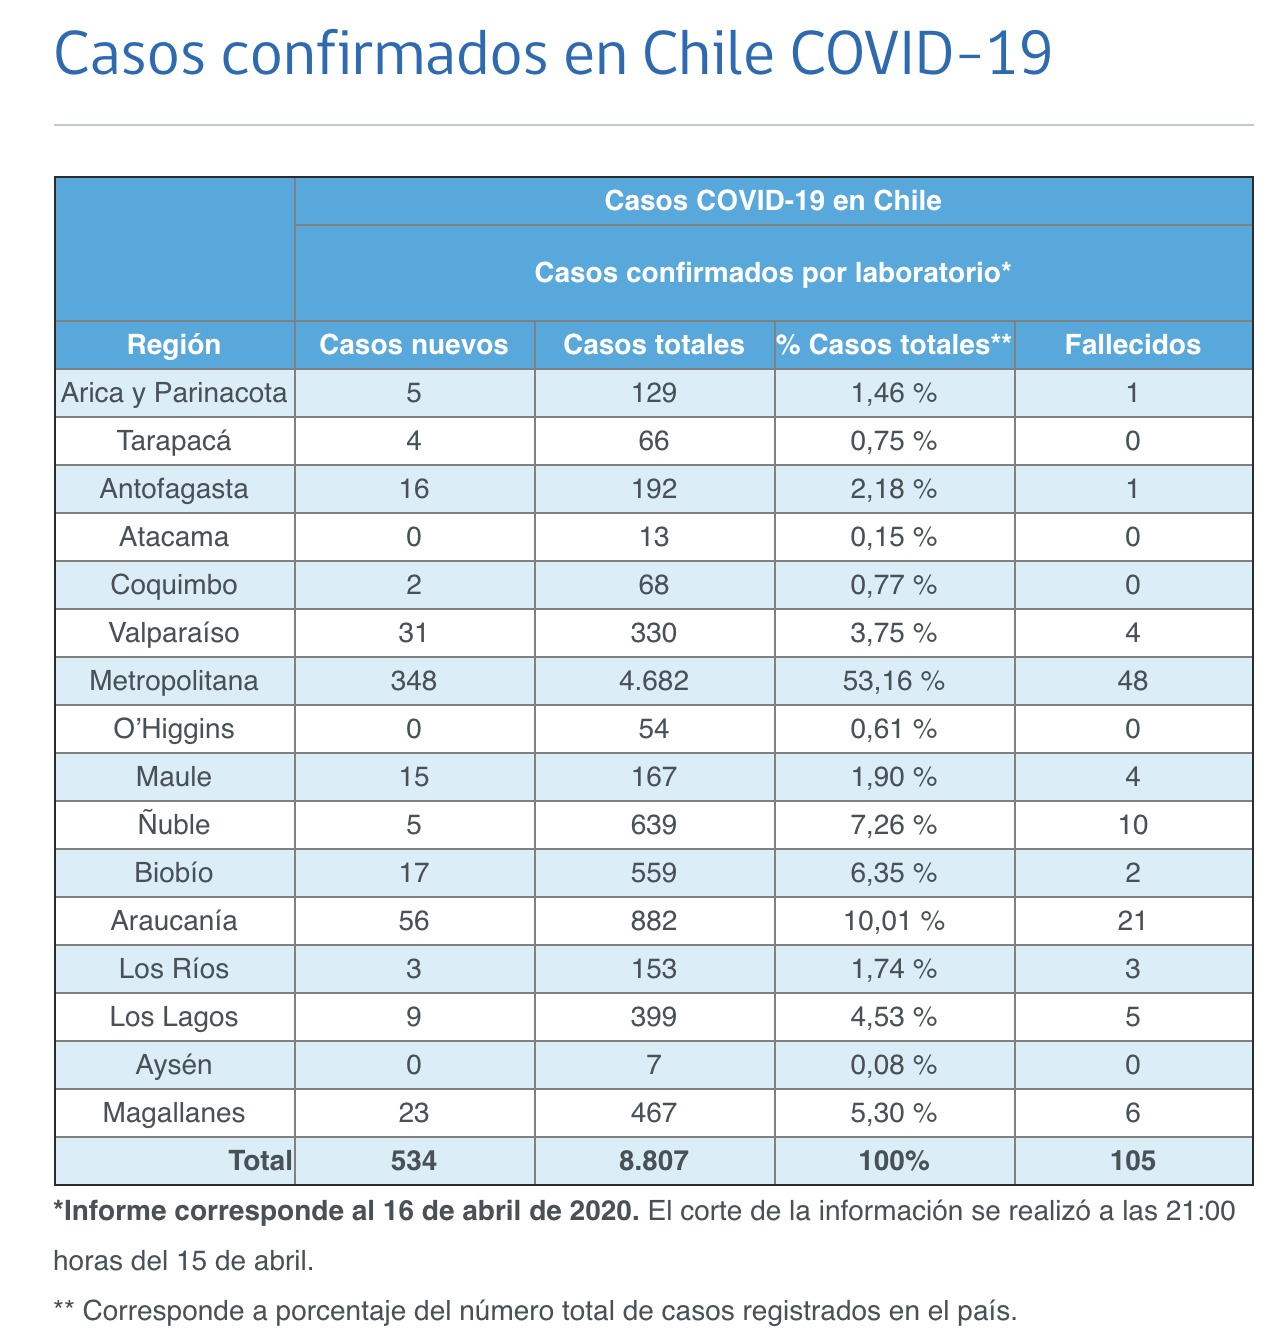 Casos confirmados en Chile COVID-19
Casos COVID-19 en Chile
Casos confirmados por laboratorio*
Región Casos nuevos Casos totales % Casos totales** Fallecidos
Arica y Parinacota 5 129 1,46 % 1
Tarapacá 4 66 0,75 % 0
Antofagasta 16 192 2,18 % 1
Atacama 0 13 0,15 % 0
Coquimbo 2 68 0,77 % 0
Valparaíso 31 330 3,75 % 4
Metropolitana 348 4.682 53,16 % 48
O’Higgins 0 54 0,61 % 0
Maule 15 167 1,90 % 4
Ñuble 5 639 7,26 % 10
Biobío 17 559 6,35 % 2
Araucanía 56 882 10,01 % 21
Los Ríos 3 153 1,74 % 3
Los Lagos 9 399 4,53 % 5
Aysén 0 7 0,08 % 0
Magallanes 23 467 5,30 % 6
Total 534 8.807 100% 105
*Informe corresponde al 16 de abril de 2020. El corte de la información se realizó a las 21:00
horas del 15 de abril.
** Corresponde a porcentaje del número total de casos registrados en el país.